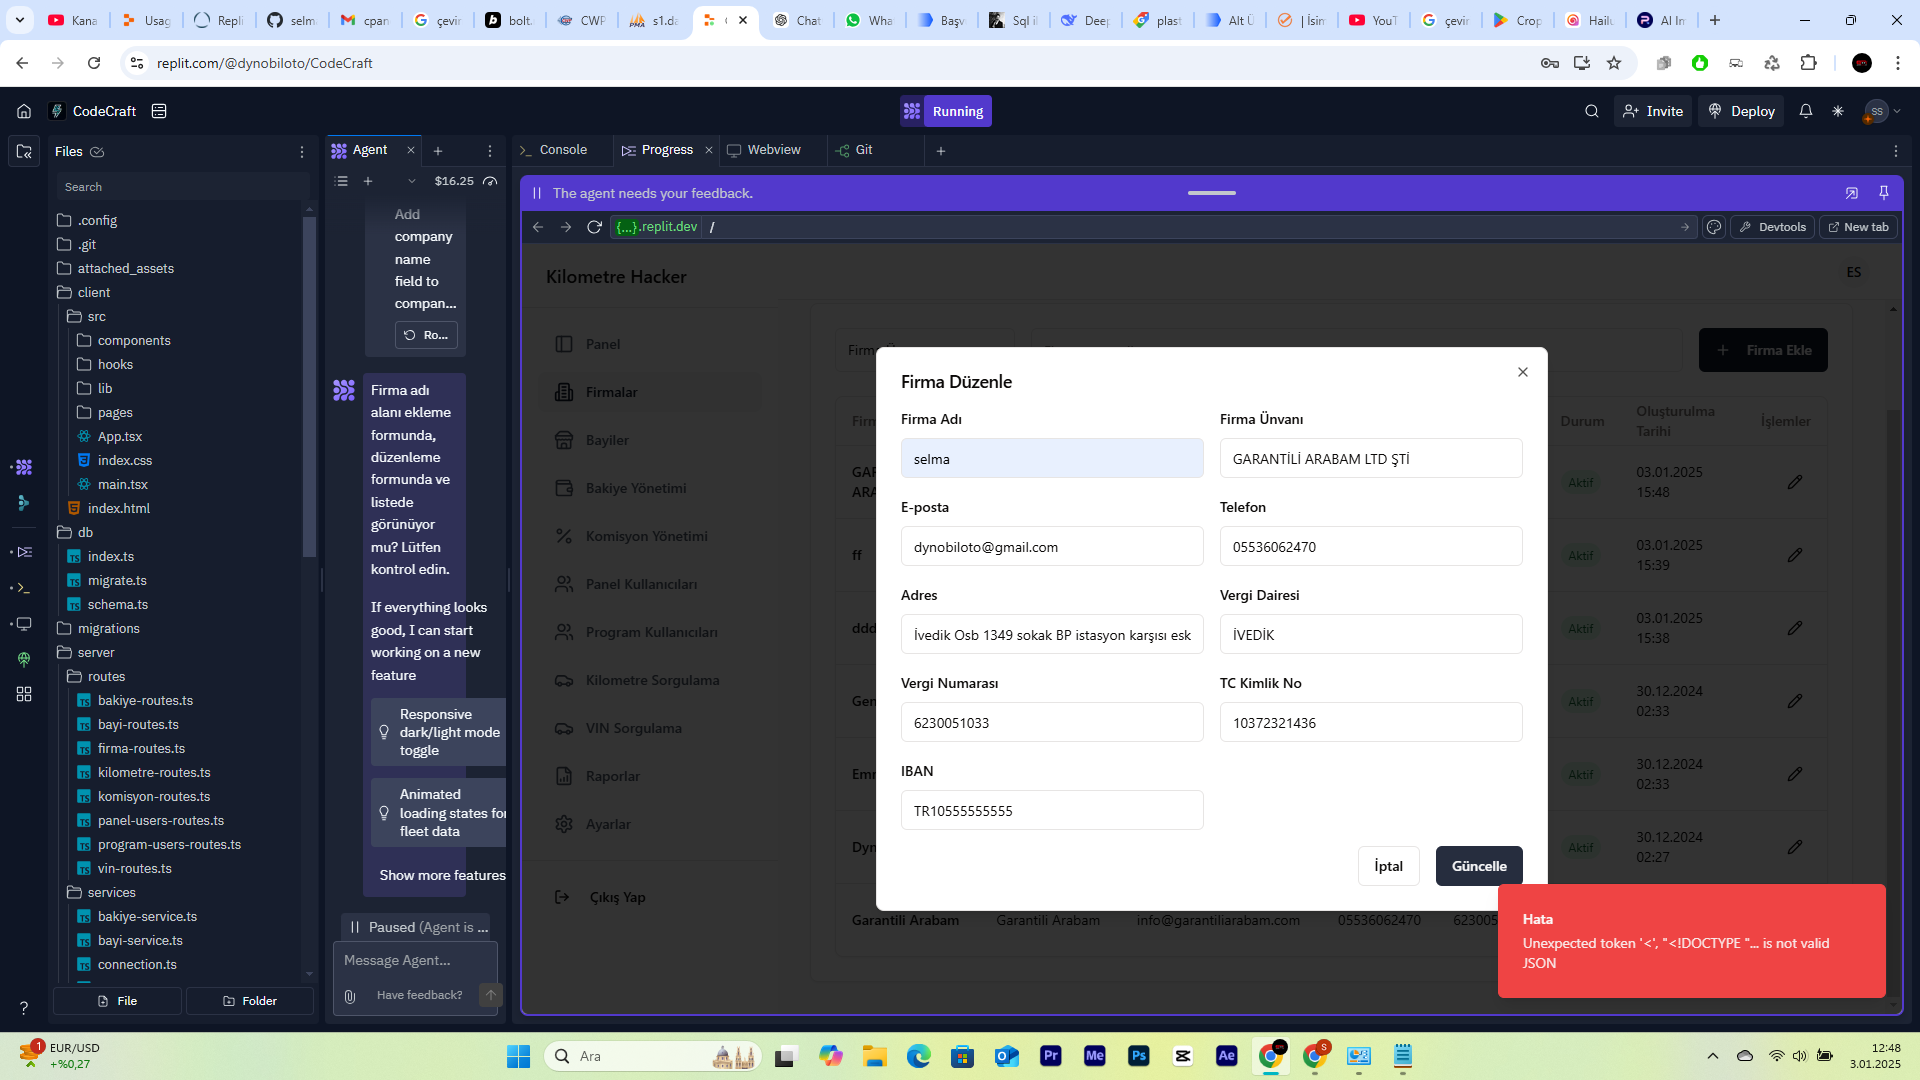 Kana
Usag
Repli
selm
cpan
çevir
bolt.
CWP
s1.da
Chat
Wha
Başv
Sql il
Deep
plast
Alt Ü
| İsim
YouT
çevir
Crop
Hailu
AI In
replit.com/@dynobiloto/CodeCraft
CodeCraft
Running
Invite
Deploy
SS
Files
Search
.config
.git
attached_assets
client
src
components
hooks
lib
pages
App.tsx
index.css
main.tsx
index.html
db
index.ts
migrate.ts
schema.ts
migrations
server
routes
bakiye-routes.ts
bayi-routes.ts
firma-routes.ts
kilometre-routes.ts
komisyon-routes.ts
panel-users-routes.ts
program-users-routes.ts
vin-routes.ts
services
bakiye-service.ts
bayi-service.ts
connection.ts
File
Folder
Agent
$16.25
Add
company
name
field to
compan...
Ro...
Firma adı
alanı ekleme
formunda,
düzenleme
formunda ve
listede
görünüyor
mu? Lütfen
kontrol edin.
If everything looks
good, I can start
working on a new
feature
Responsive
dark/light mode
toggle
Animated
loading states for
fleet data
Show more features
Paused (Agent is ...
Message Agent...
Have feedback?
Console
Progress
Webview
Git
The agent needs your feedback.
{...}.replit.dev /
Devtools
New tab
Kilometre Hacker
ES
Panel
Firmalar
Bayiler
Bakiye Yönetimi
Komisyon Yönetimi
Panel Kullanıcıları
Program Kullanıcıları
Kilometre Sorgulama
VIN Sorgulama
Raporlar
Ayarlar
Çıkış Yap
Firma Ekle
Durum
Oluşturulma
Tarihi
İşlemler
Aktif
03.01.2025
15:48
ff
Aktif
03.01.2025
15:39
ddd
Aktif
03.01.2025
15:38
Gen
Aktif
30.12.2024
02:33
Emr
Aktif
30.12.2024
02:33
Dyn
Aktif
30.12.2024
02:27
Garantili Arabam
Garantili Arabam
info@garantiliarabam.com
05536062470
623005
Firma Düzenle
Firma Adı
Firma Ünvanı
selma
GARANTİLİ ARABAM LTD ŞTİ
E-posta
Telefon
dynobiloto@gmail.com
05536062470
Adres
Vergi Dairesi
İvedik Osb 1349 sokak BP istasyon karşısı esk
İVEDİK
Vergi Numarası
TC Kimlik No
6230051033
10372321436
IBAN
TR10555555555
İptal
Güncelle
Hata
Unexpected token '<', "<!DOCTYPE "... is not valid
JSON
1
EUR/USD
+%0,27
Ara
Pr
Me
Ps
Ae
S
12:48
3.01.2025